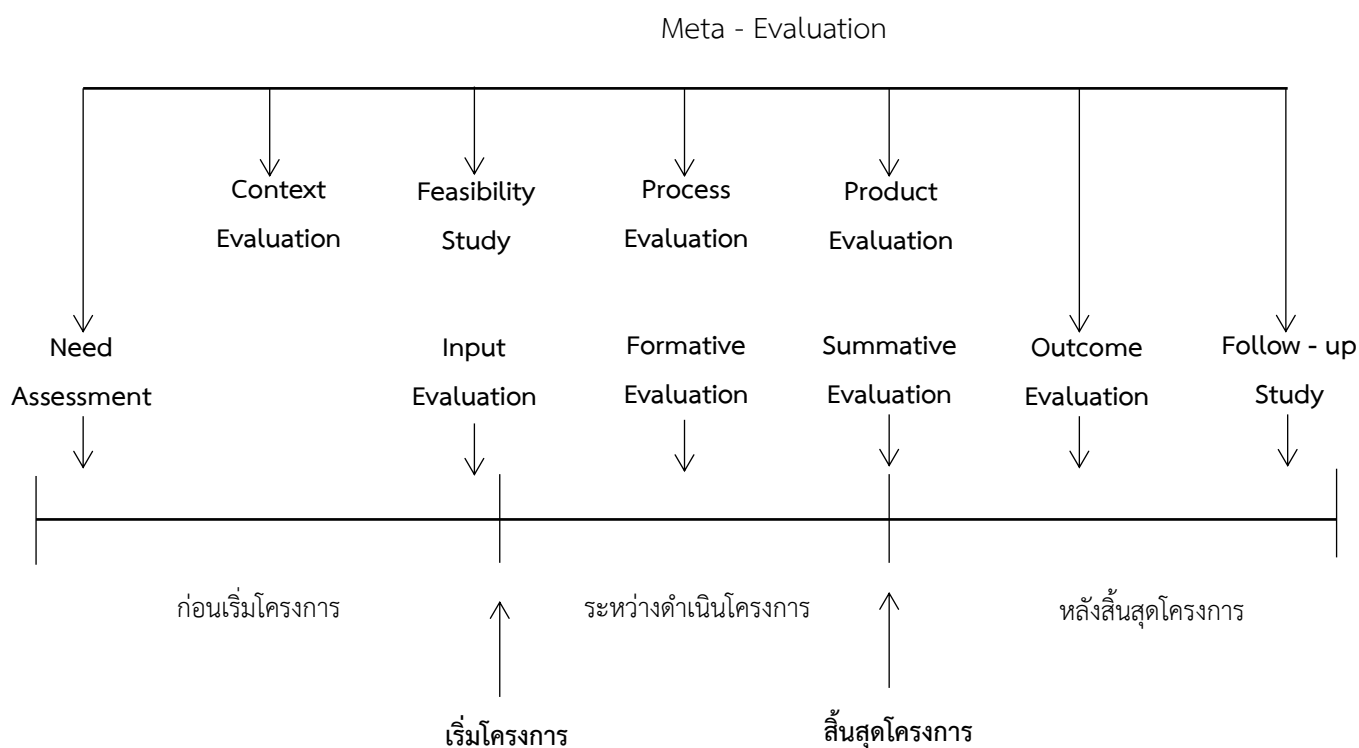 Meta - Evaluation
Context Feasibility Process Product
Evaluation Study Evaluation Evaluation
Need Input Formative Summative Outcome Follow - up
Assessment Evaluation Evaluation Evaluation Evaluation Study
ก่อนเริ่มโครงการ ระหว่างดำเนินโครงการ หลังสิ้นสุดโครงการ
เริ่มโครงการ สิ้นสุดโครงการ